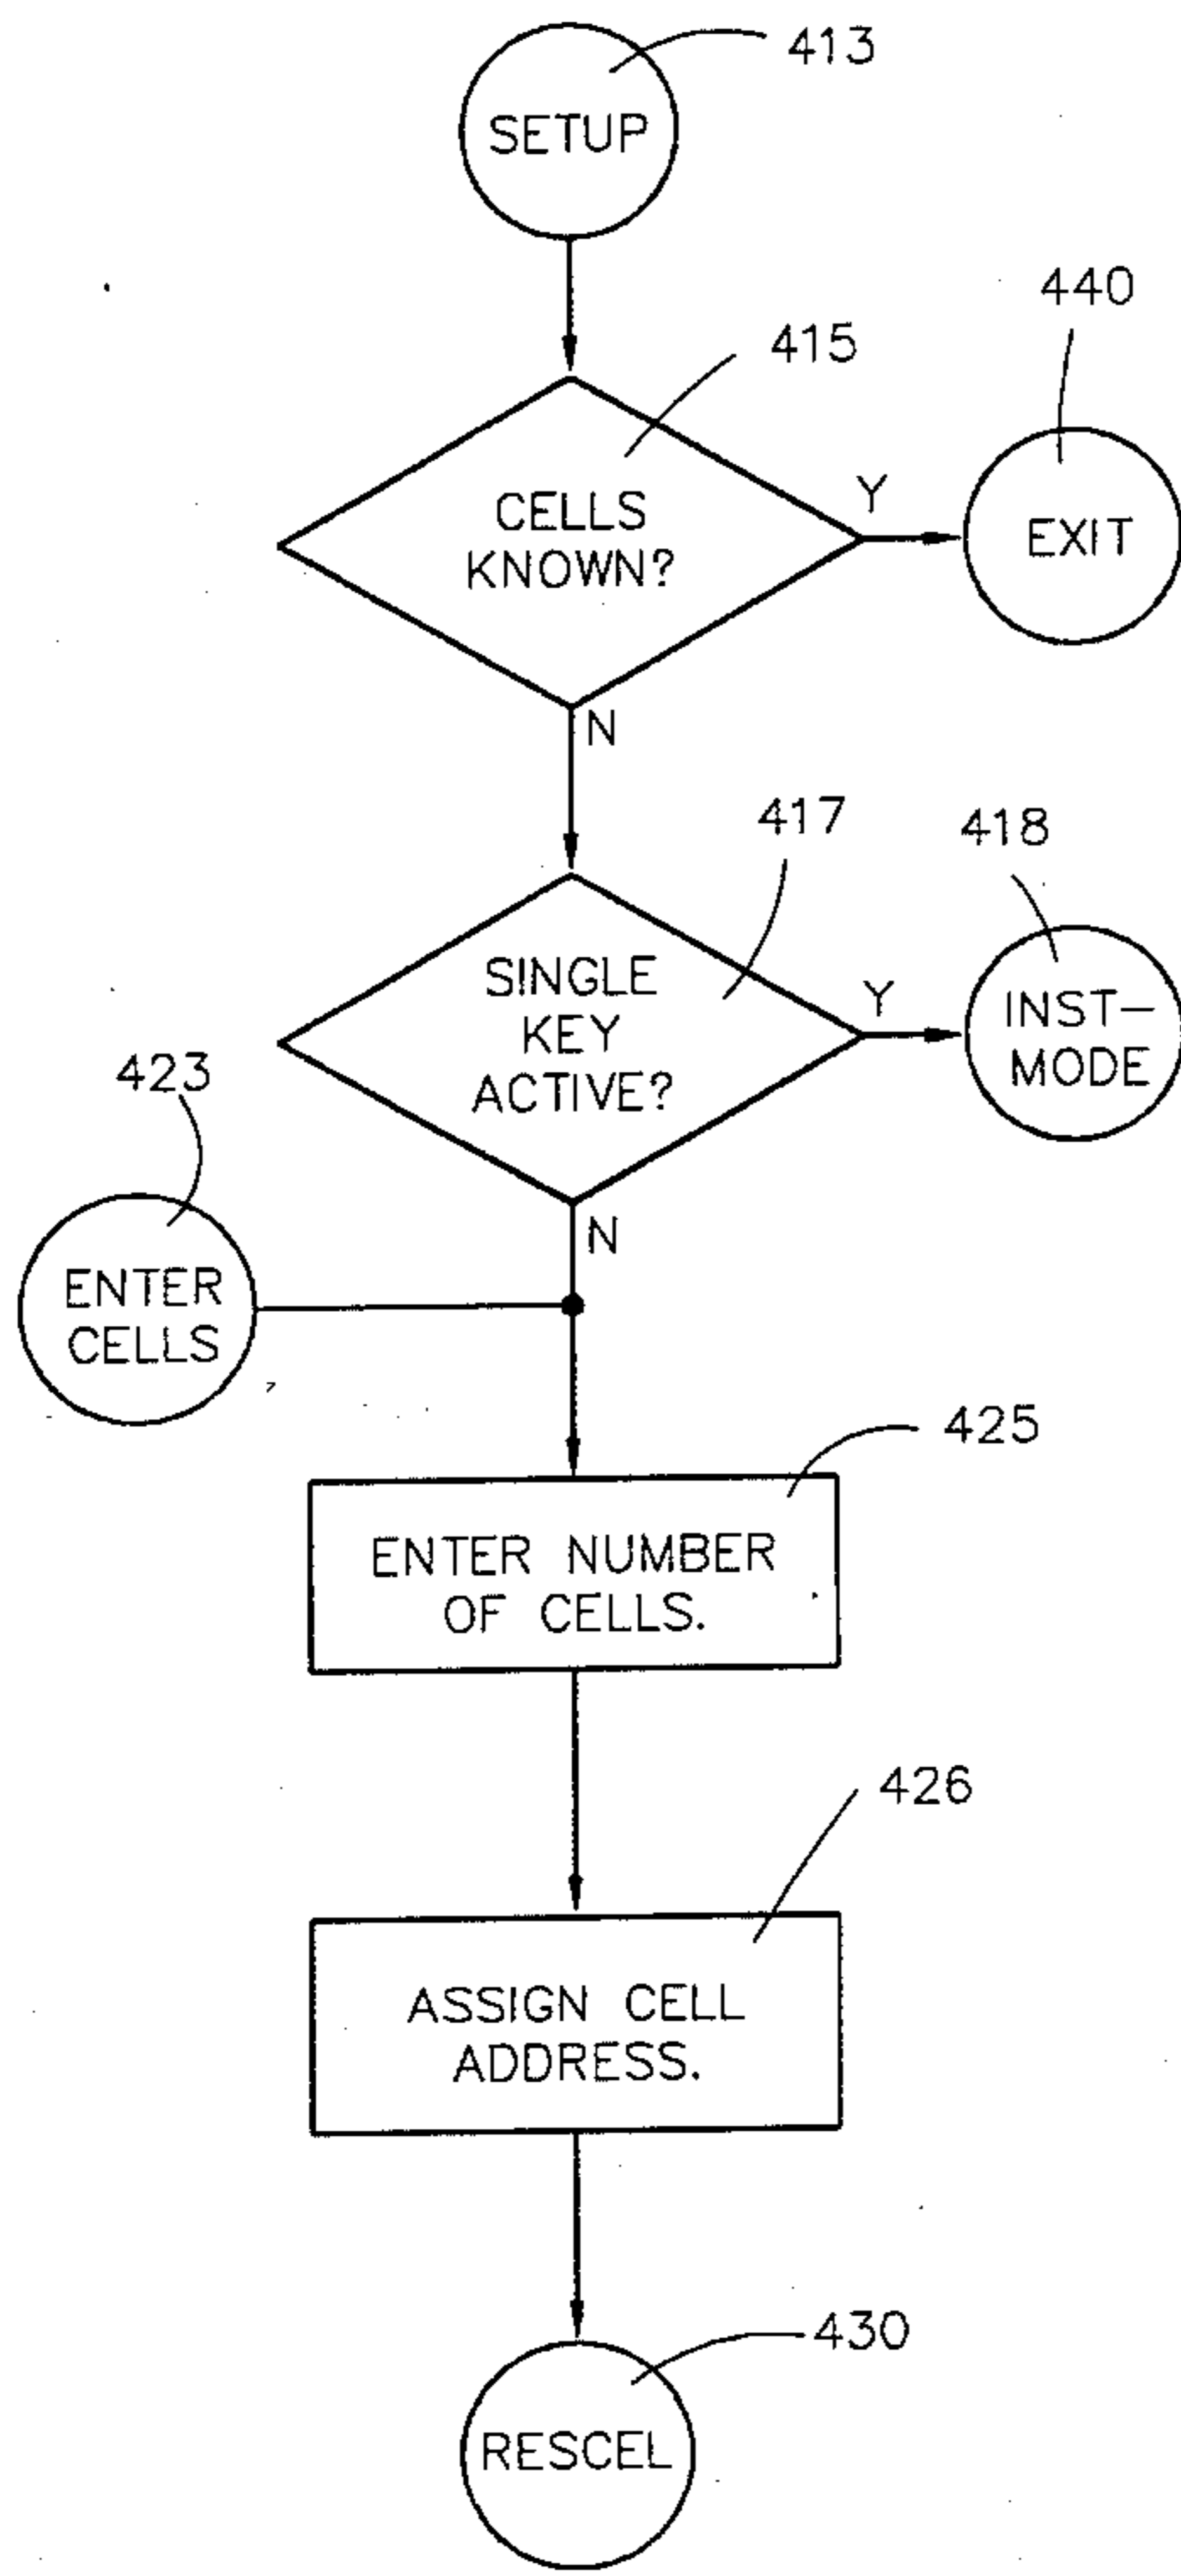 413
SETUP
440
415
CELLS
KNOWN?
Y
EXIT
N
417
418
SINGLE
KEY
ACTIVE?
Y
INST-
MODE
423
N
ENTER
CELLS
425
ENTER NUMBER
OF CELLS.
426
ASSIGN CELL
ADDRESS.
430
RESCEL